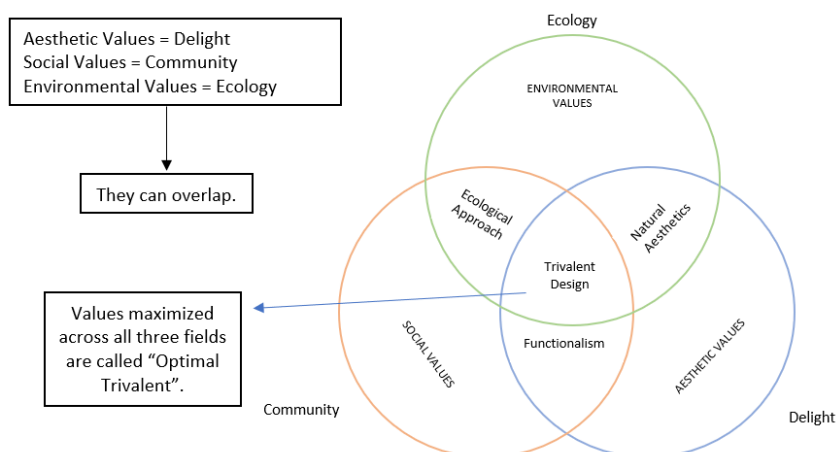 Aesthetic Values = Delight
Social Values = Community
Environmental Values = Ecology
They can overlap.
Values maximized
across all three fields
are called “Optimal
Trivalent”.
Ecology
ENVIRONMENTAL
VALUES
Ecological
Approach
Natural
Aesthetics
Trivalent
Design
Functionalism
SOCIAL VALUES
AESTHETIC VALUES
Community
Delight